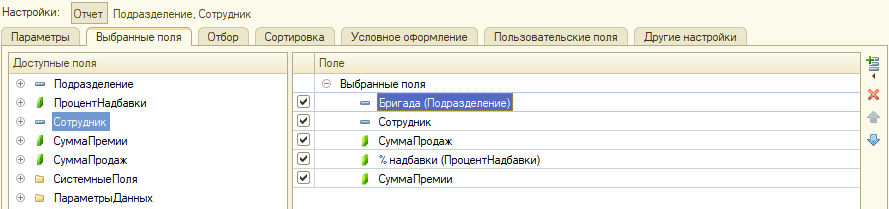 Настройки: Отчет Подразделение, Сотрудник
Параметры Выбранные поля Отбор Сортировка Условное оформление Пользовательские поля Другие настройки
Доступные поля
Подразделение
ПроцентНадбавки
Сотрудник
СуммаПремии
СуммаПродаж
СистемныеПоля
ПараметрыДанных
Поле
Выбранные поля
Бригада (Подразделение)
Сотрудник
СуммаПродаж
% надбавки (ПроцентНадбавки)
СуммаПремии